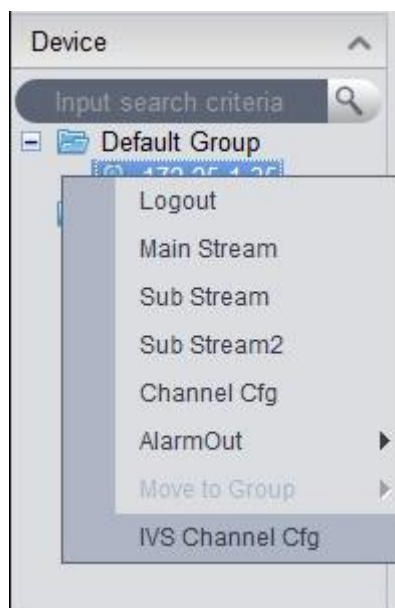 Device
Input search criteria
Default Group
Logout
Main Stream
Sub Stream
Sub Stream2
Channel Cfg
AlarmOut
Move to Group
IVS Channel Cfg